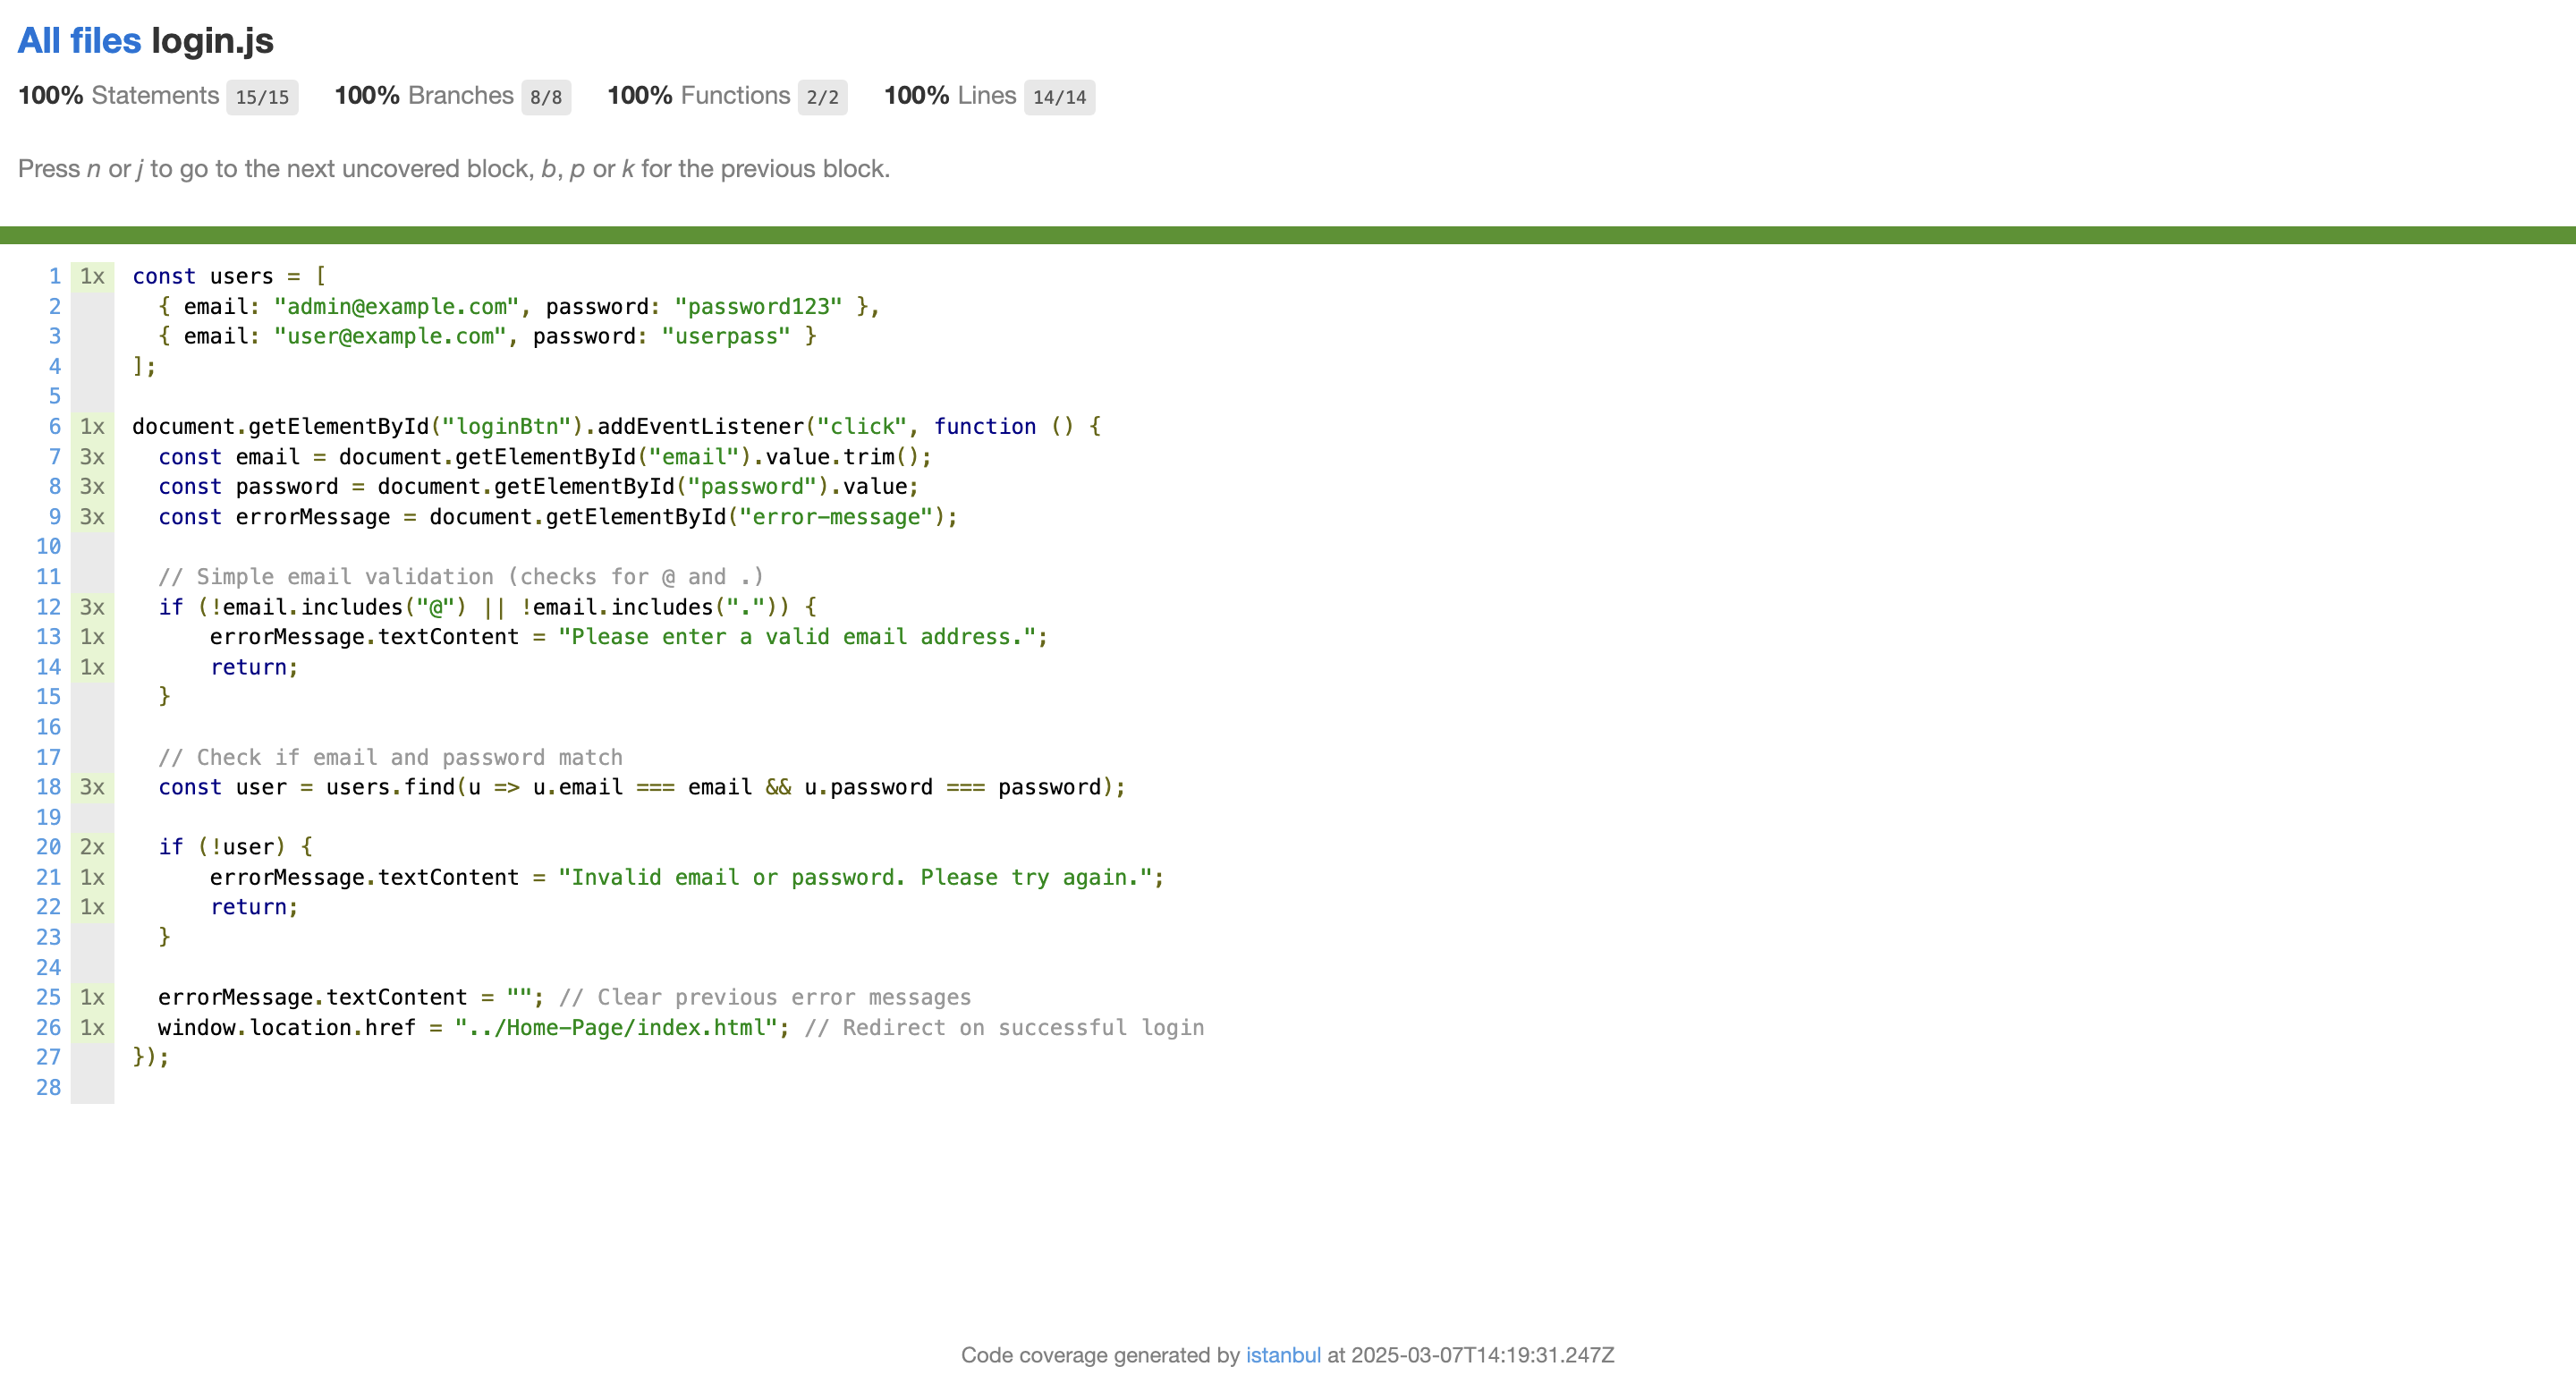 All files login.js
100% Statements 15/15 100% Branches 8/8 100% Functions 2/2 100% Lines 14/14
Press n or j to go to the next uncovered block, b, p or k for the previous block.
1 1x const users = [
2 { email: "admin@example.com", password: "password123" },
3 { email: "user@example.com", password: "userpass" }
4 ];
5
6 1x document.getElementById("loginBtn").addEventListener("click", function () {
7 3x const email = document.getElementById("email").value.trim();
8 3x const password = document.getElementById("password").value;
9 3x const errorMessage = document.getElementById("error-message");
10
11 // Simple email validation (checks for @ and .)
12 3x if (!email.includes("@") || !email.includes(".")) {
13 1x errorMessage.textContent = "Please enter a valid email address.";
14 1x return;
15 }
16
17 // Check if email and password match
18 3x const user = users.find(u => u.email === email && u.password === password);
19
20 2x if (!user) {
21 1x errorMessage.textContent = "Invalid email or password. Please try again.";
22 1x return;
23 }
24
25 1x errorMessage.textContent = ""; // Clear previous error messages
26 1x window.location.href = "../Home-Page/index.html"; // Redirect on successful login
27 });
28
Code coverage generated by istanbul at 2025-03-07T14:19:31.247Z